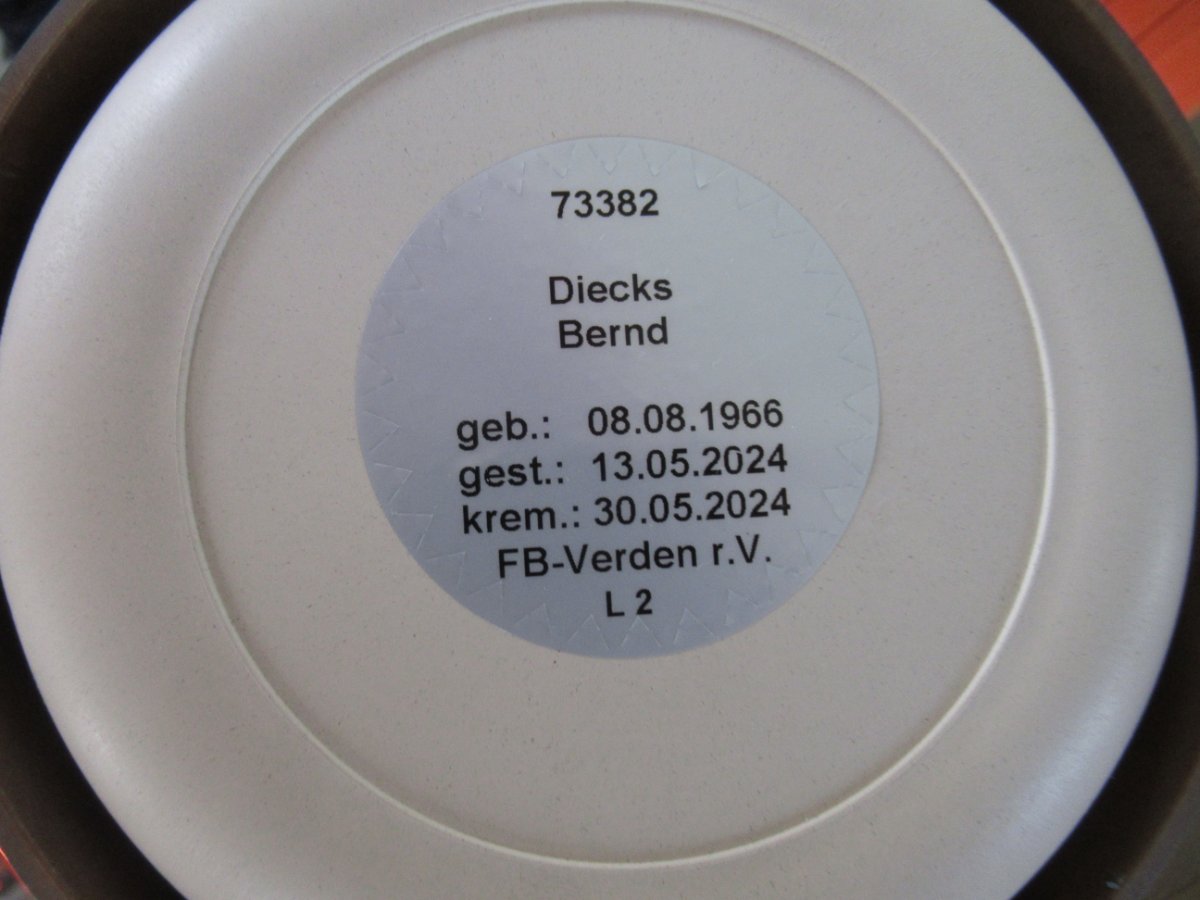 73382
Diecks
Bernd
geb.: 08.08.1966
gest.: 13.05.2024
krem.: 30.05.2024
FB-Verden r.V.
L 2